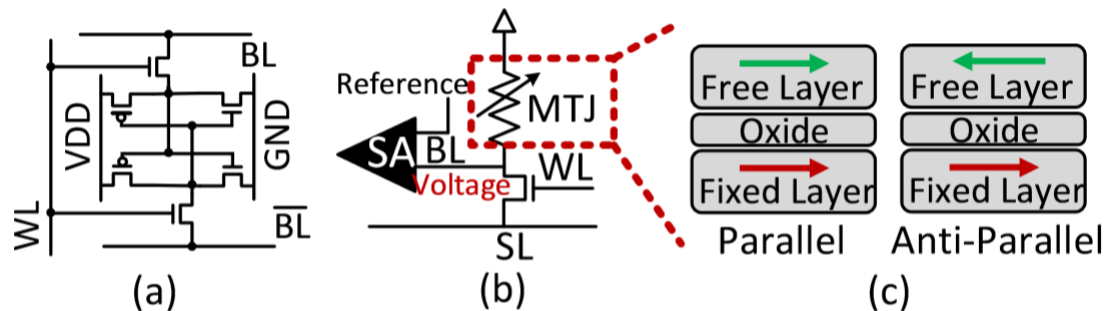 BL
VDD
GND
WL
BL
(a)
Reference
MTJ
SA
BL
Voltage
WL
SL
(b)
Free Layer
Oxide
Fixed Layer
Parallel
Free Layer
Oxide
Fixed Layer
Anti-Parallel
(c)